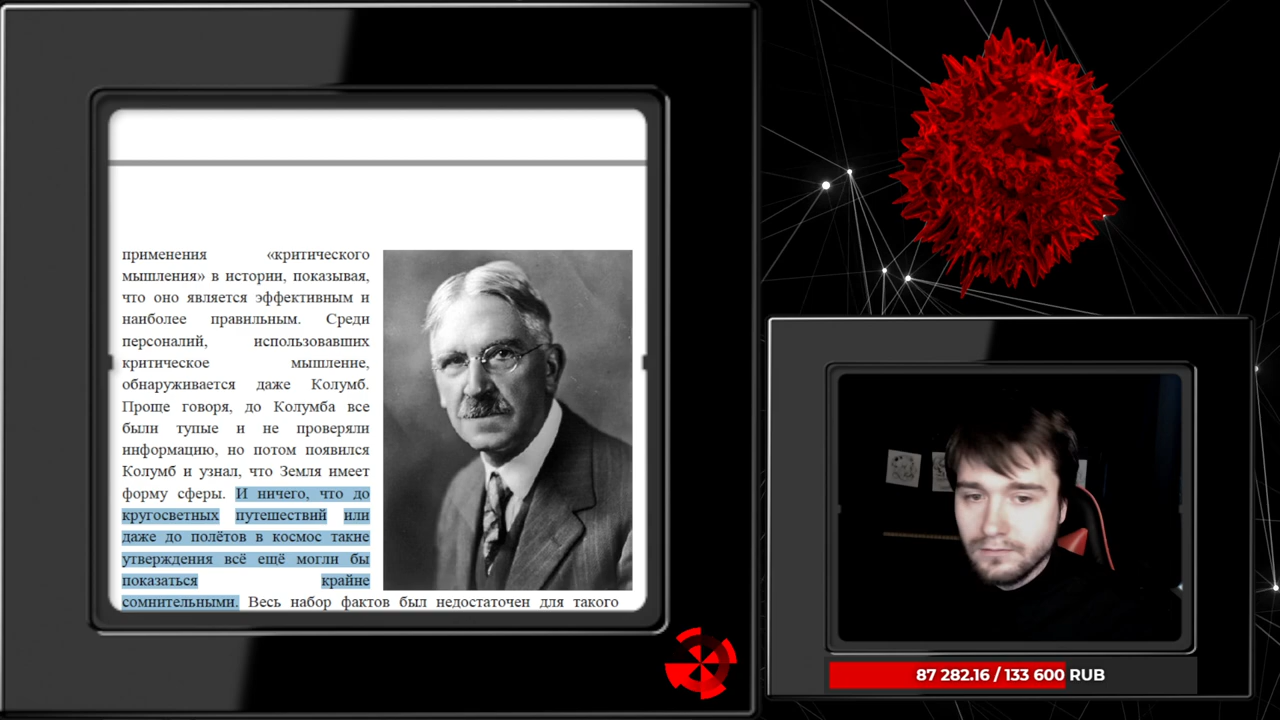 применения «критического
мышления» в истории, показывая,
что оно является эффективным и
наиболее правильным. Среди
персоналий, использовавших
критическое мышление,
обнаруживается даже Колумб.
Проще говоря, до Колумба все
были тупые и не проверяли
информацию, но потом появился
Колумб и узнал, что Земля имеет
форму сферы. И ничего, что до
кругосветных путешествий или
даже до полётов в космос такие
утверждения всё ещё могли бы
показаться крайне
сомнительными. Весь набор фактов был недостаточен для такого
87 282.16 / 133 600 RUB